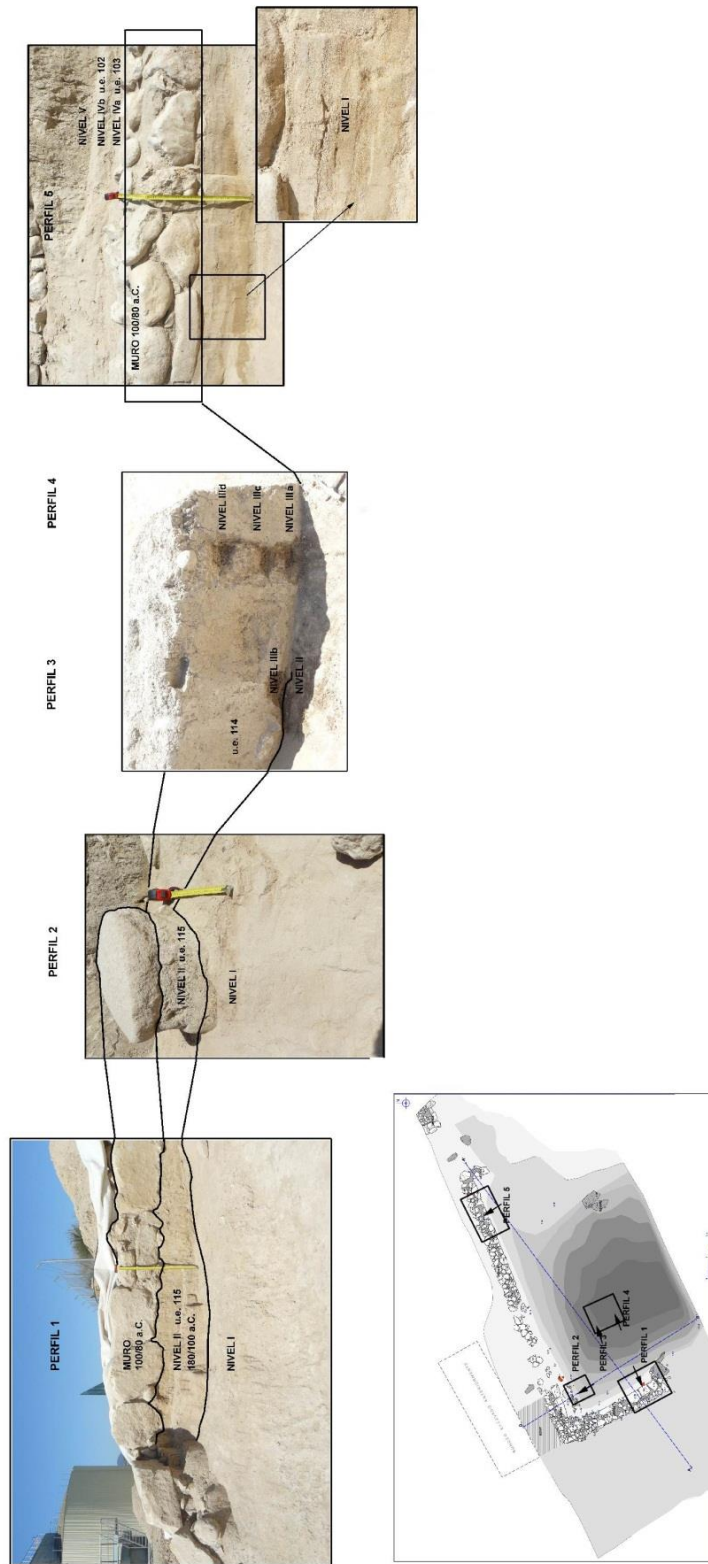 PERFIL 1
MURO
100/80 a.C.
NIVEL II u.e. 115
180/100 a.C.
NIVEL I
PERFIL 2
NIVEL II u.e. 115
NIVEL I
PERFIL 3
PERFIL 4
u.e. 114
NIVEL IIIb
NIVEL II
NIVEL IIId
NIVEL IIIc
NIVEL IIIa
PERFIL 5
NIVEL V
NIVEL IVb u.e. 102
NIVEL IVa u.e. 103
MURO 100/80 a.C.
NIVEL I
PERFIL 2
PERFIL 3
PERFIL 4
PERFIL 1
PERFIL 5